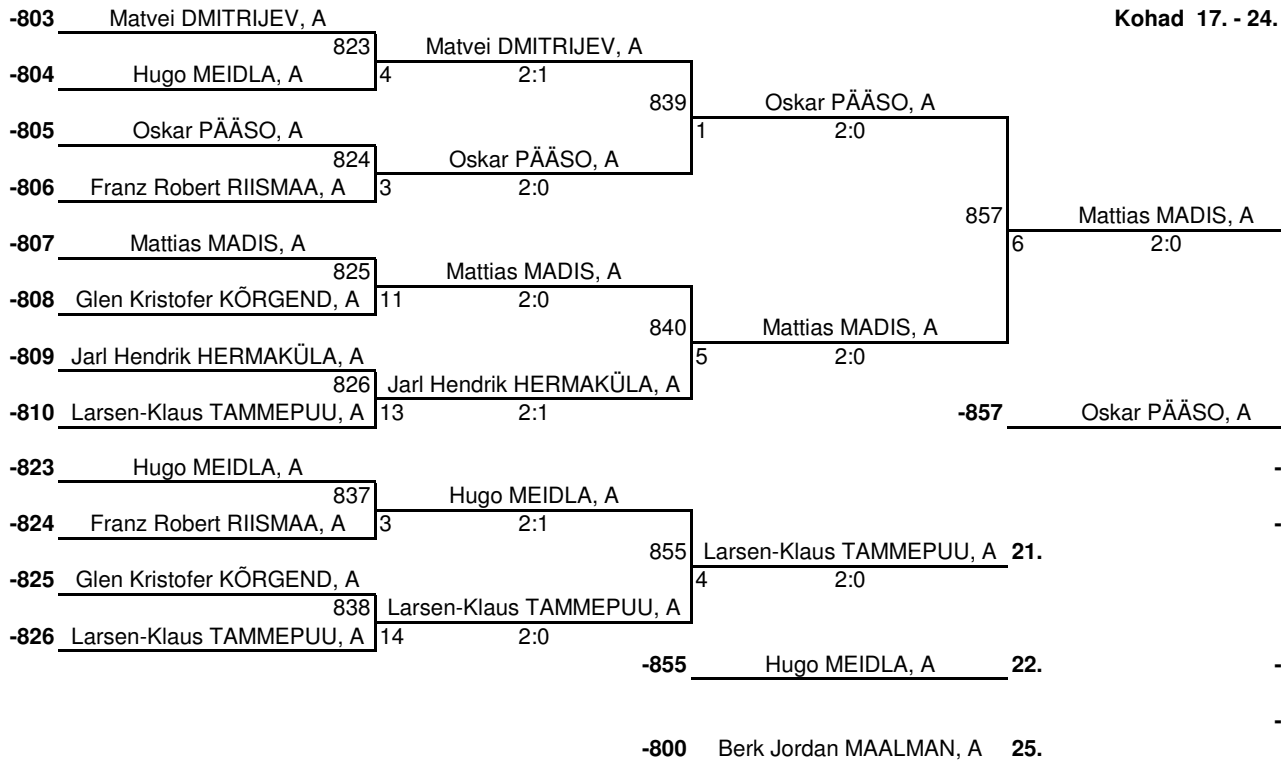 -803 Matvei DMITRIJEV, A Kohad 17. - 24.
823 Matvei DMITRIJEV, A
-804 Hugo MEIDLA, A 4 2:1
839 Oskar PÄÄSO, A
-805 Oskar PÄÄSO, A 1 2:0
824 Oskar PÄÄSO, A
-806 Franz Robert RIISMAA, A 3 2:0
857 Mattias MADIS, A
-807 Mattias MADIS, A 6 2:0
825 Mattias MADIS, A
-808 Glen Kristofer KÕRGEND, A 11 2:0
840 Mattias MADIS, A
-809 Jarl Hendrik HERMAKÜLA, A 5 2:0
826 Jarl Hendrik HERMAKÜLA, A
-810 Larsen-Klaus TAMMEPUU, A 13 2:1 -857 Oskar PÄÄSO, A
-823 Hugo MEIDLA, A -
837 Hugo MEIDLA, A
-824 Franz Robert RIISMAA, A 3 2:1 -
855 Larsen-Klaus TAMMEPUU, A 21.
-825 Glen Kristofer KÕRGEND, A 4 2:0
838 Larsen-Klaus TAMMEPUU, A
-826 Larsen-Klaus TAMMEPUU, A 14 2:0
-855 Hugo MEIDLA, A 22. -
-
-800 Berk Jordan MAALMAN, A 25.